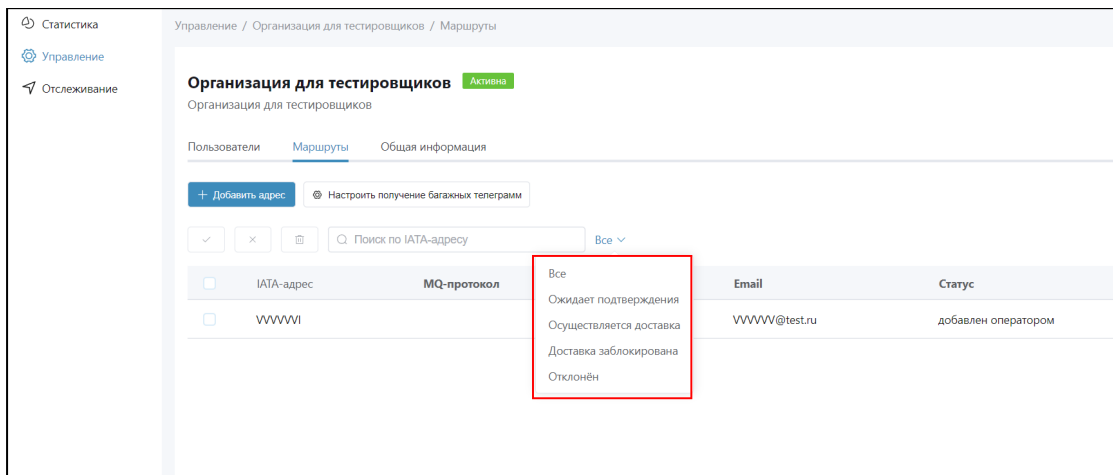 Статистика
Управление
Отслеживание
Управление / Организация для тестировщиков / Маршруты
Организация для тестировщиков Активна
Организация для тестировщиков
Пользователи Маршруты Общая информация
+ Добавить адрес Настроить получение багажных телеграмм
Поиск по IATA-адресу Все
Все
Ожидает подтверждения
Осуществляется доставка
Доставка заблокирована
Отклонён
IATA-адрес MQ-протокол Email Статус
VVVVVVI VVVVVV@test.ru добавлен оператором